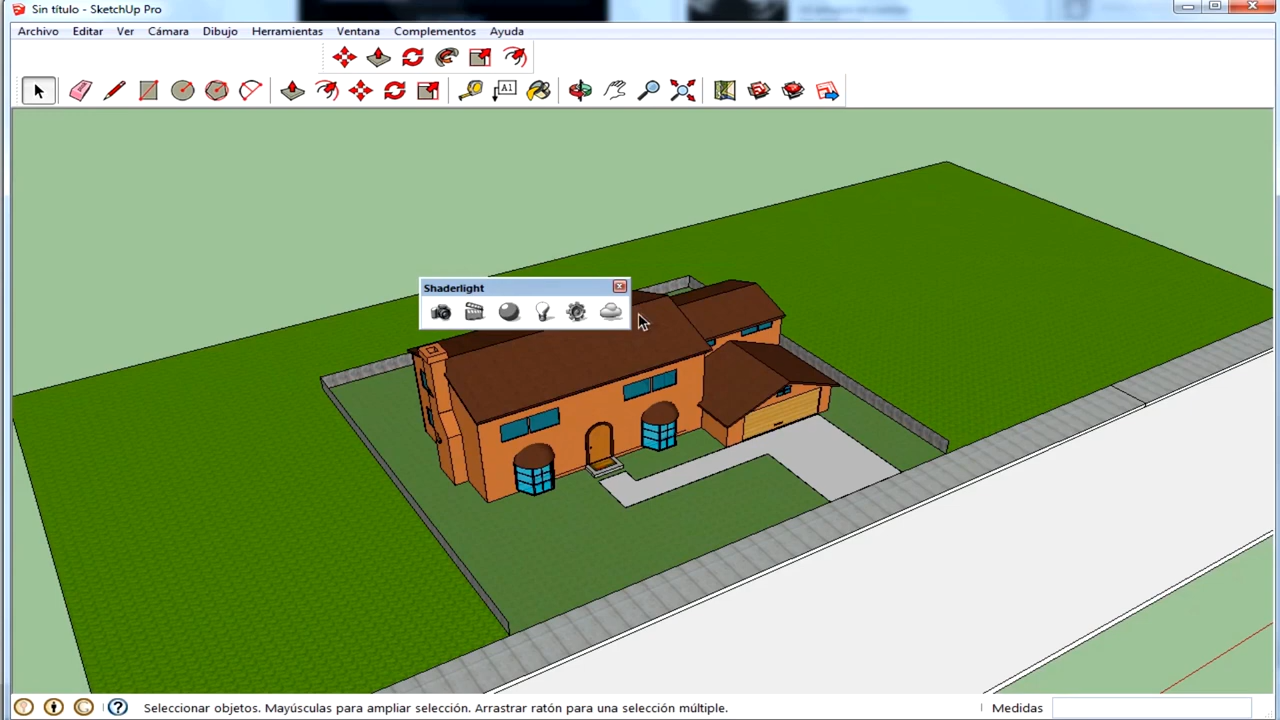 Sin título - SketchUp Pro
Archivo Editar Ver Cámara Dibujo Herramientas Ventana Complementos Ayuda
A1
Shaderlight
Seleccionar objetos. Mayúsculas para ampliar selección. Arrastrar ratón para una selección múltiple.
Medidas